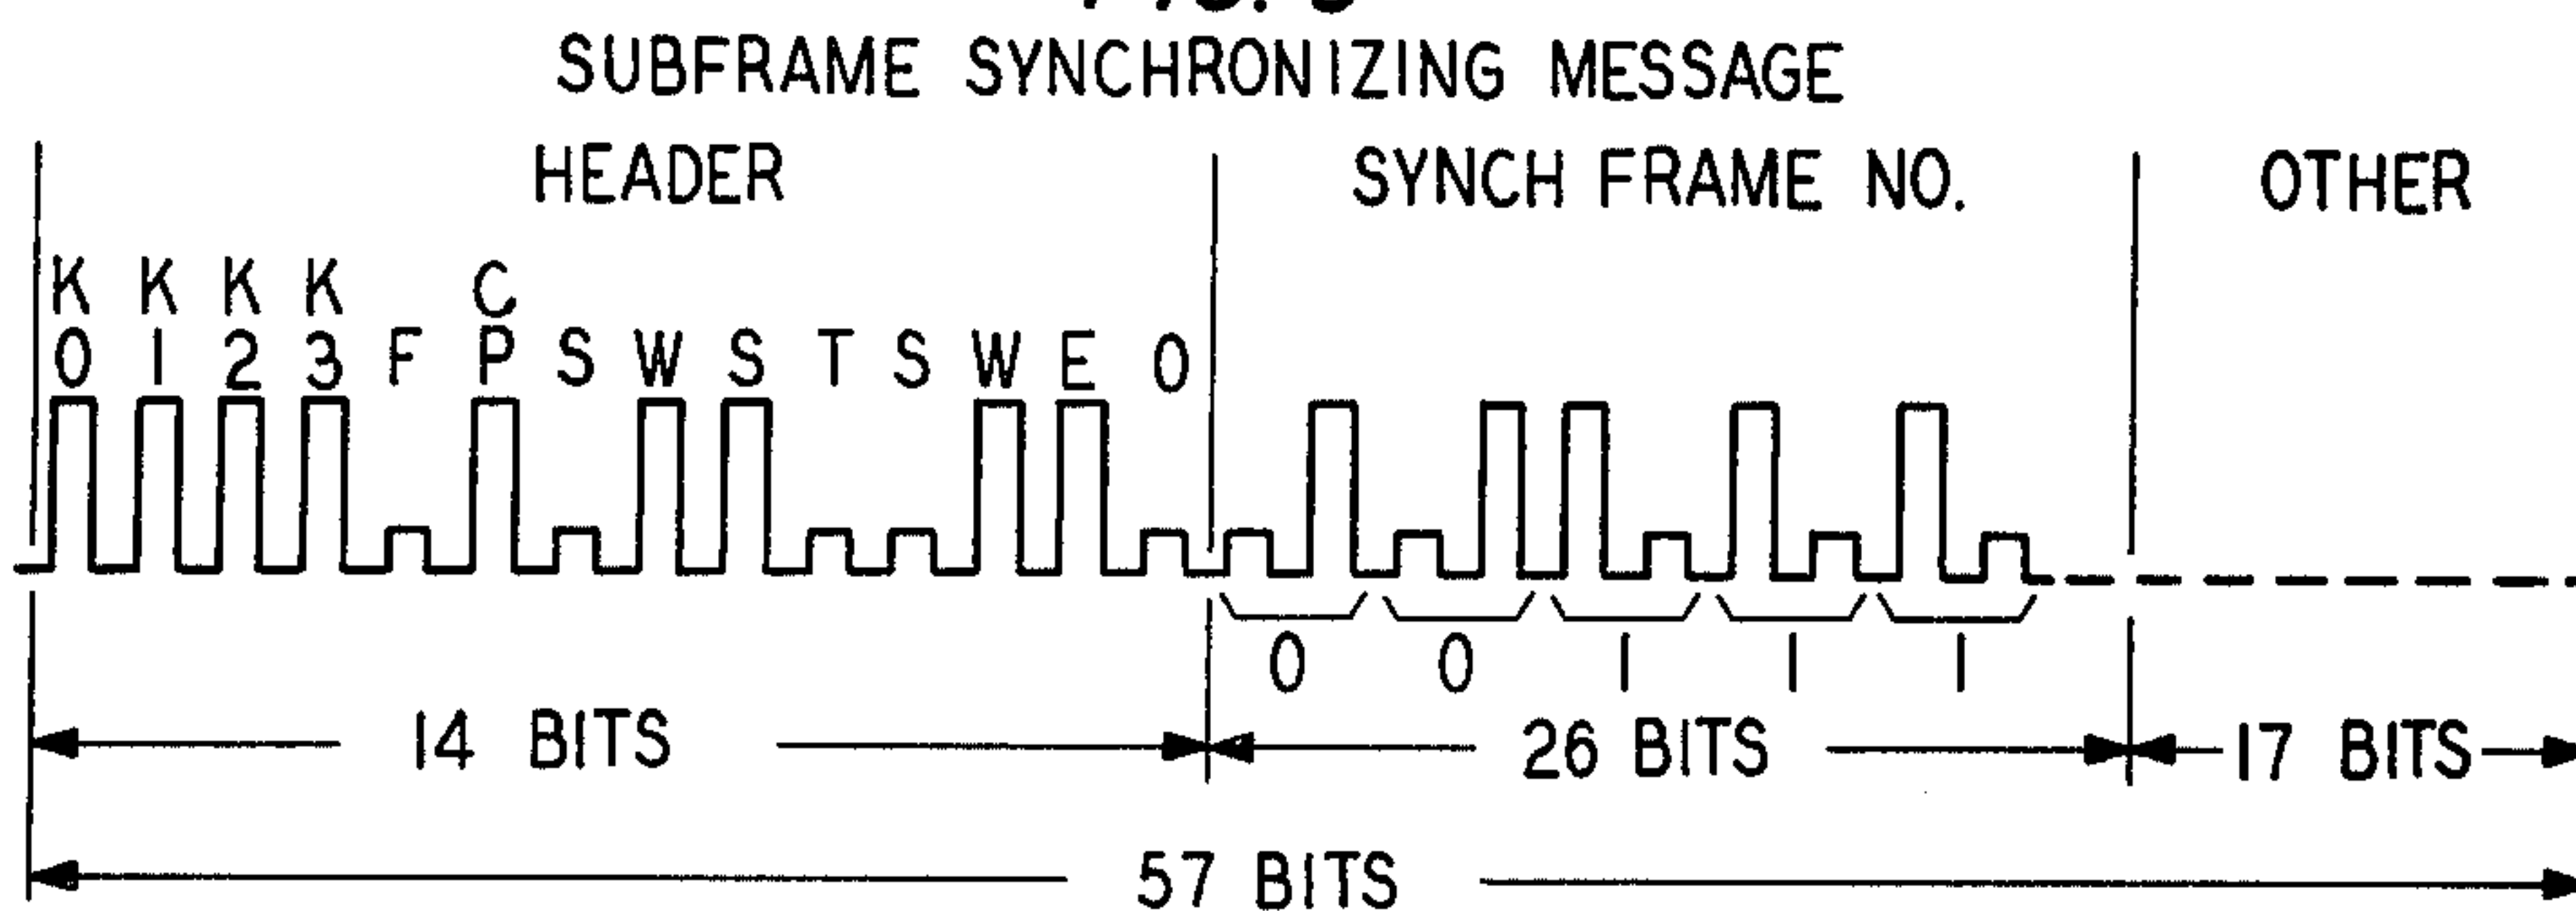 SUBFRAME SYNCHRONIZING MESSAGE
HEADER SYNCH FRAME NO. OTHER
K K K K C
0 1 2 3 F P S W S T S W E 0
0 0 1 1 1
14 BITS 26 BITS 17 BITS
57 BITS